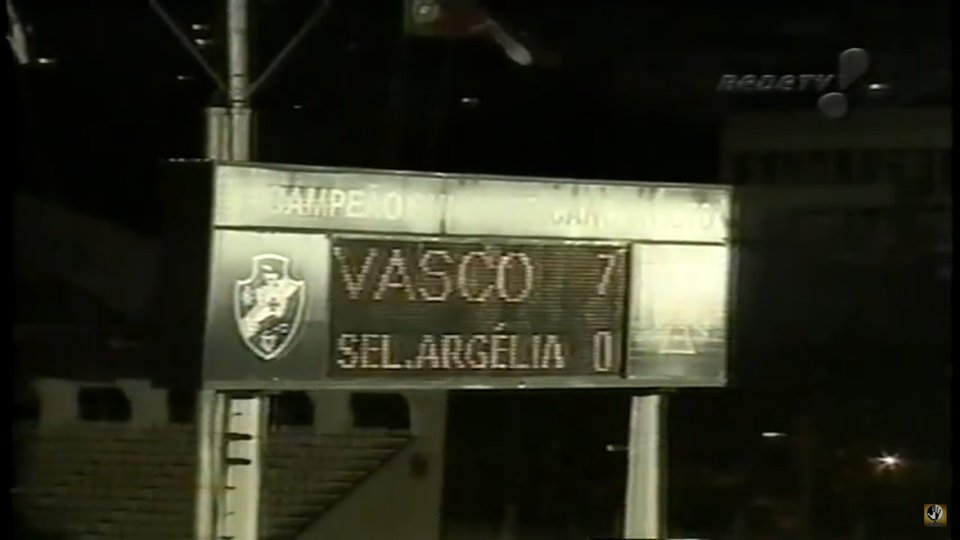 REDETV!
CAMPEÃO
VASCO 7
SEL.ARGÉLIA 0